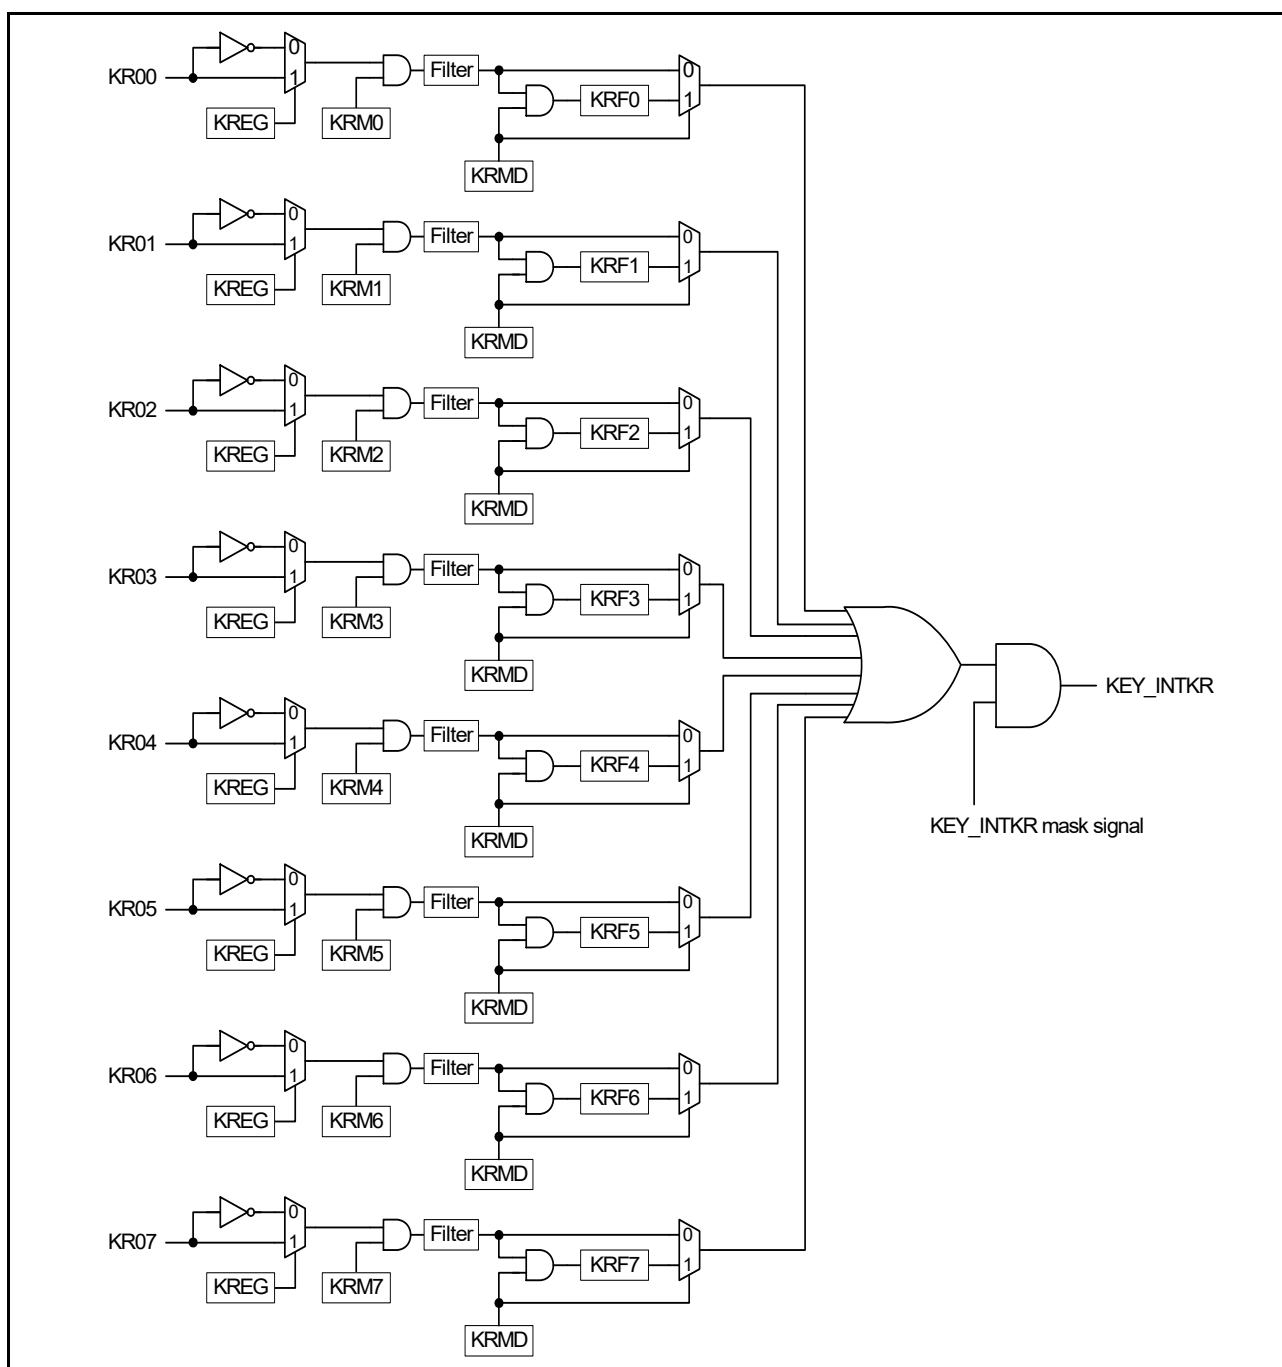 0
KR00 1 Filter 0
KRF0 1
KREG KRM0
KRMD
0
KR01 1 Filter 0
KRF1 1
KREG KRM1
KRMD
0
KR02 1 Filter 0
KRF2 1
KREG KRM2
KRMD
0
KR03 1 Filter 0
KRF3 1
KREG KRM3
KRMD
KEY_INTKR
0
KR04 1 Filter 0
KRF4 1
KREG KRM4
KEY_INTKR mask signal
KRMD
0
KR05 1 Filter 0
KRF5 1
KREG KRM5
KRMD
0
KR06 1 Filter 0
KRF6 1
KREG KRM6
KRMD
0
KR07 1 Filter 0
KRF7 1
KREG KRM7
KRMD